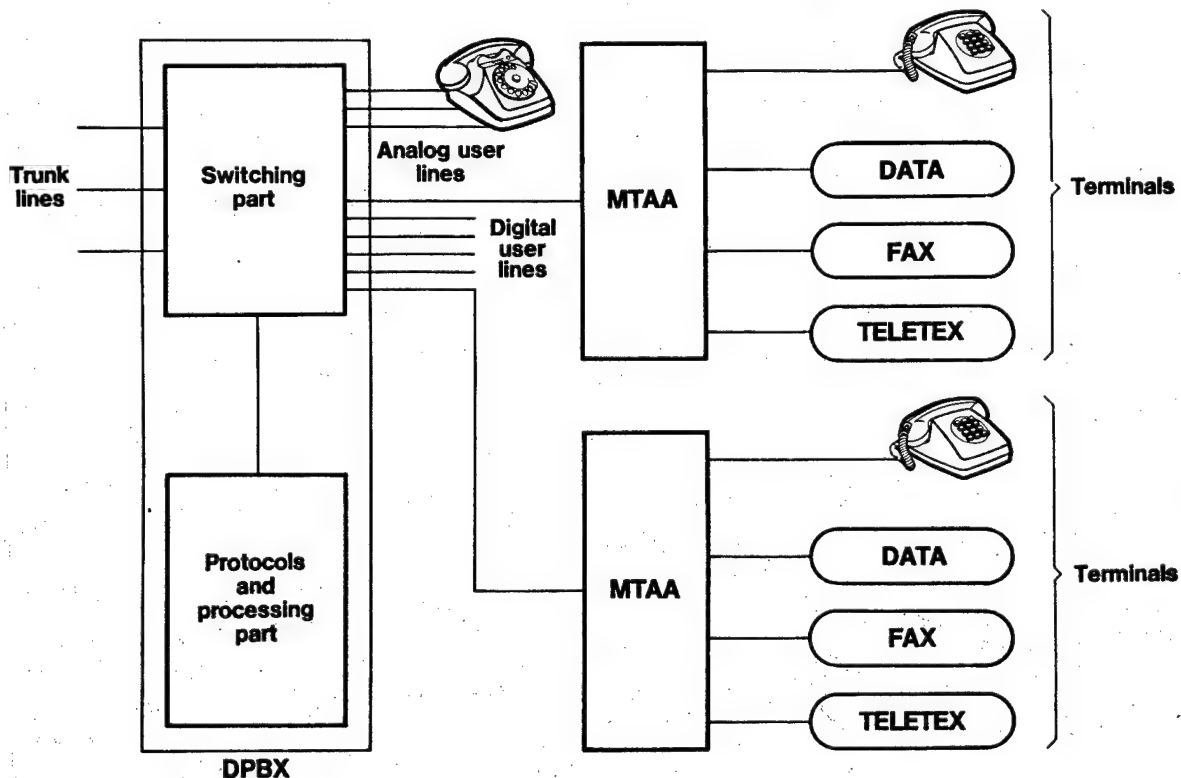 Trunk
lines
Switching
part
Analog user
lines
Digital
user
lines
Protocols
and
processing
part
DPBX
MTAA
DATA
FAX
TELETEX
Terminals
MTAA
DATA
FAX
TELETEX
Terminals